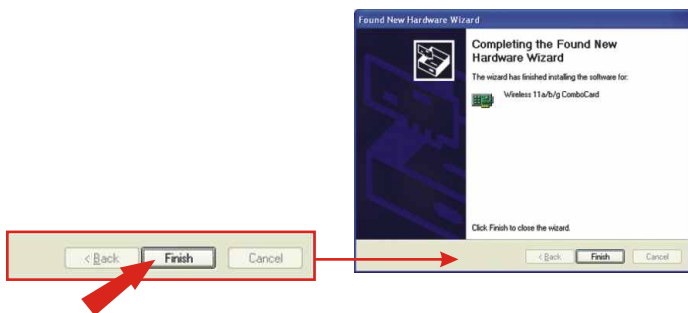 Found New Hardware Wizard
Completing the Found New
Hardware Wizard
The wizard has finished installing the software for:
Wireless 11a/b/g ComboCard
Click Finish to close the wizard.
< Back Finish Cancel
< Back Finish Cancel